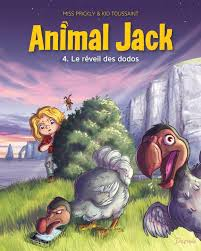 MISS PRICKLY & KID TOUSSAINT
Animal Jack
4. Le réveil des dodos
Dupuis